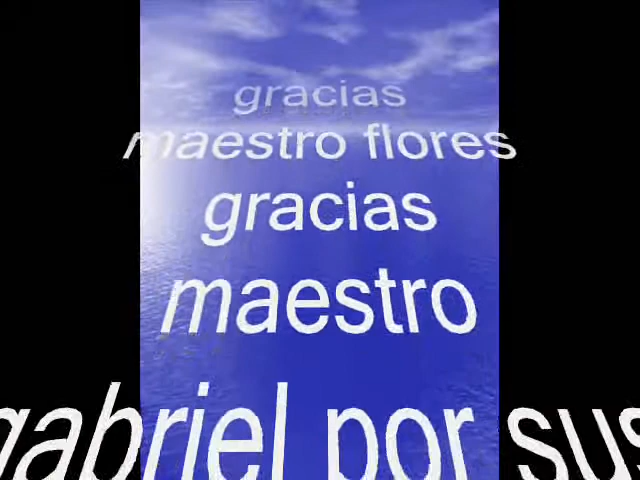 gracias
maestro flores
gracias
maestro
gabriel por sus